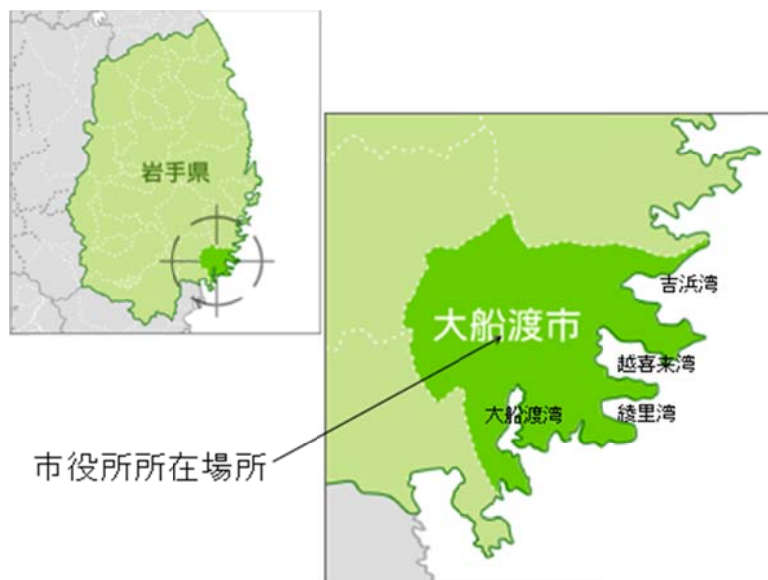 岩手県
大船渡市
吉浜湾
越喜来湾
綾里湾
大船渡湾
市役所所在場所